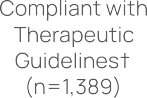 Compliant with
Therapeutic
Guidelines†
(n=1,389)